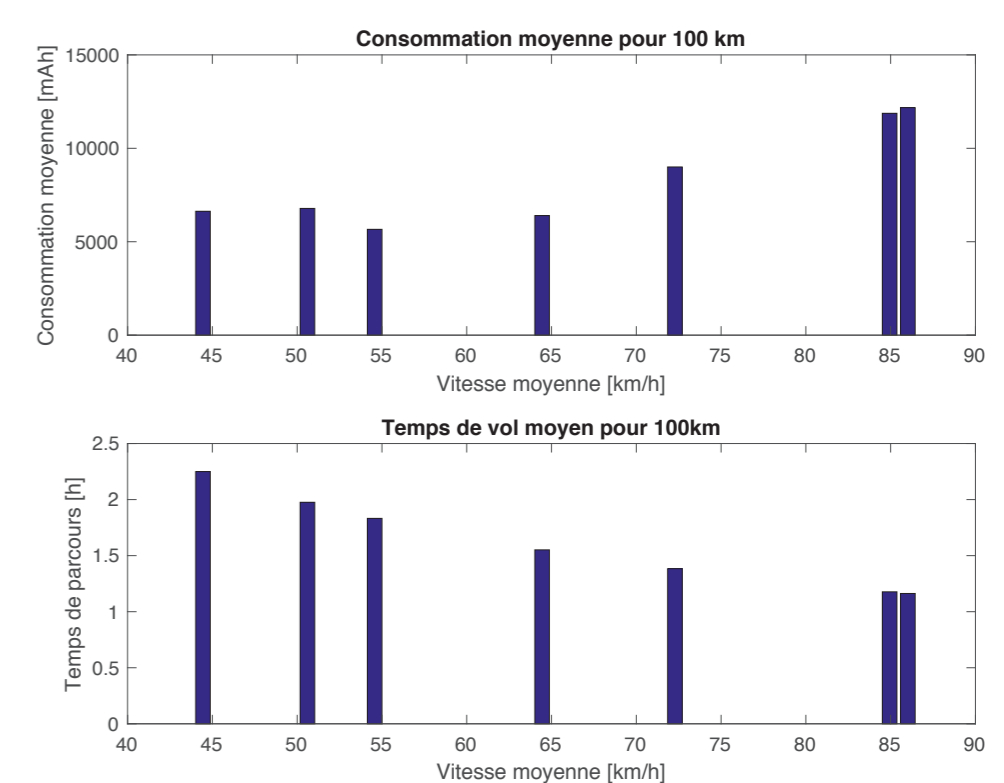 Consommation moyenne pour 100 km
Consommation moyenne [mAh]
15000
10000
5000
0
40 45 50 55 60 65 70 75 80 85 90
Vitesse moyenne [km/h]
Temps de vol moyen pour 100km
Temps de parcours [h]
2.5
2
1.5
1
0.5
0
40 45 50 55 60 65 70 75 80 85 90
Vitesse moyenne [km/h]